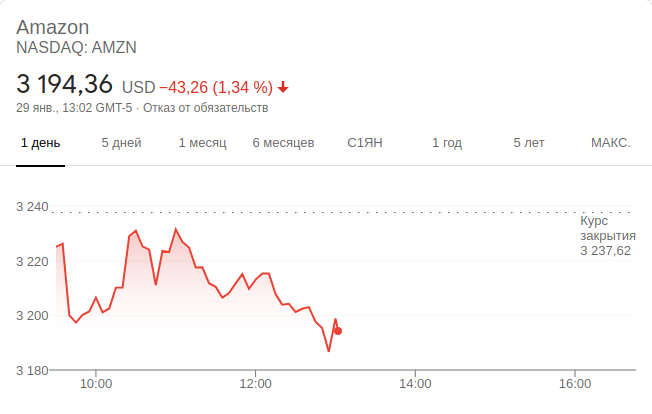 Amazon
NASDAQ: AMZN
3 194,36 USD −43,26 (1,34 %)
29 янв., 13:02 GMT-5 · Отказ от обязательств
1 день 5 дней 1 месяц 6 месяцев С1ЯН 1 год 5 лет МАКС.
3 240
Курс
закрытия
3 237,62
3 220
3 200
3 180
10:00 12:00 14:00 16:00